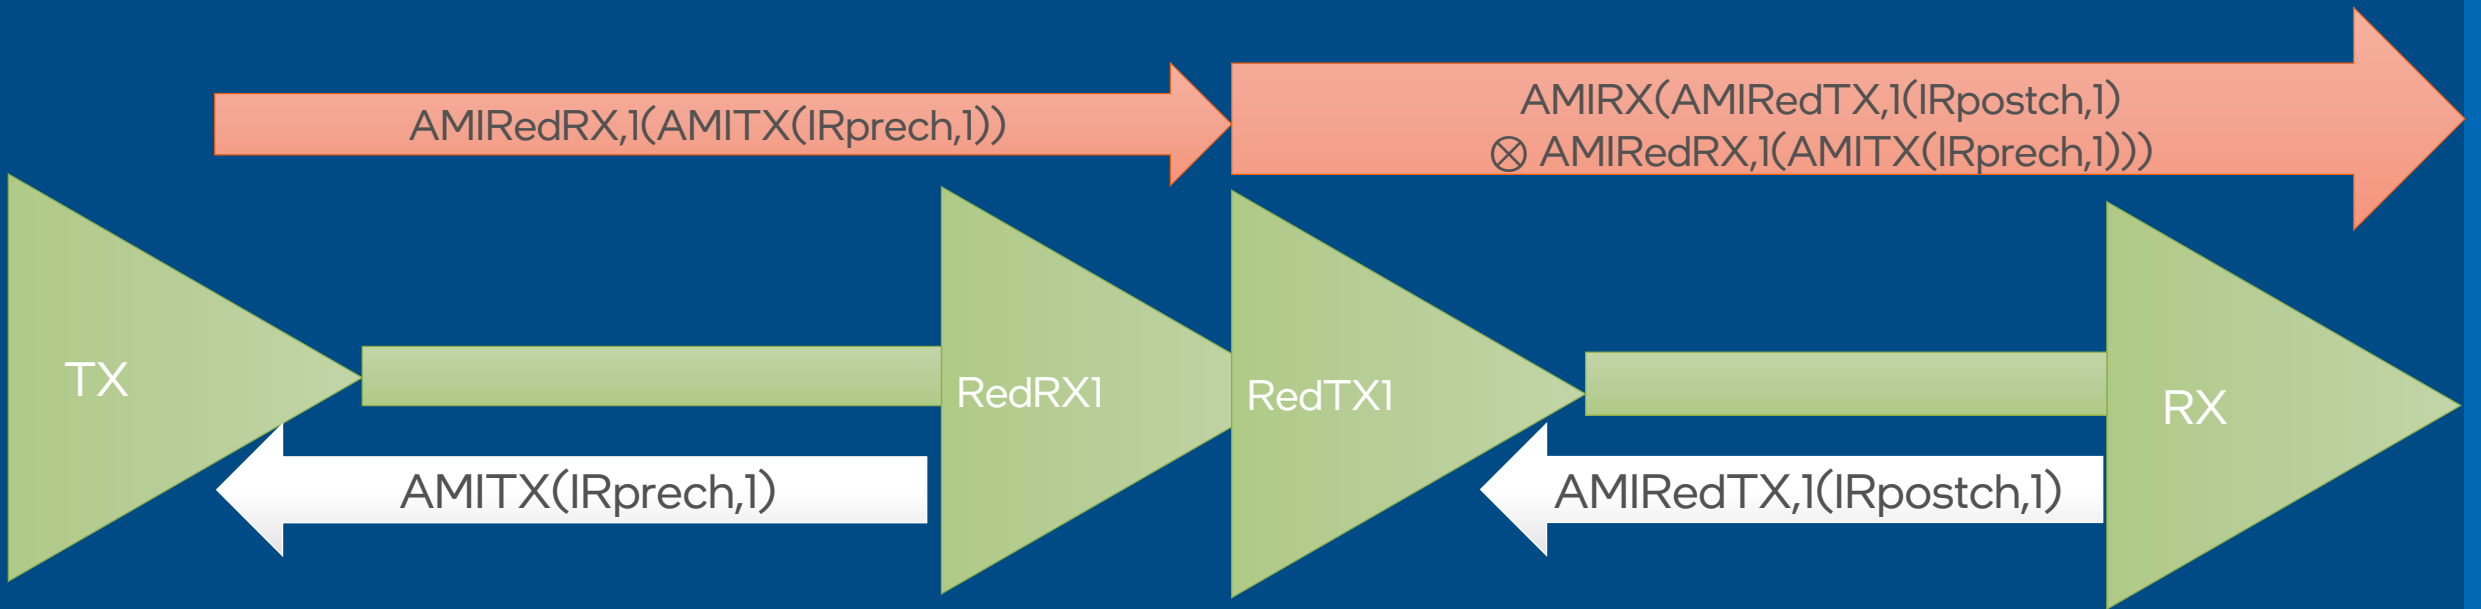 AMIRedRX,1(AMITX(IRprech,1))
AMIRX(AMIRedTX,1(IRpostch,1)
⊗ AMIRedRX,1(AMITX(IRprech,1)))
TX
RedRX1
RedTX1
RX
AMITX(IRprech,1)
AMIRedTX,1(IRpostch,1)